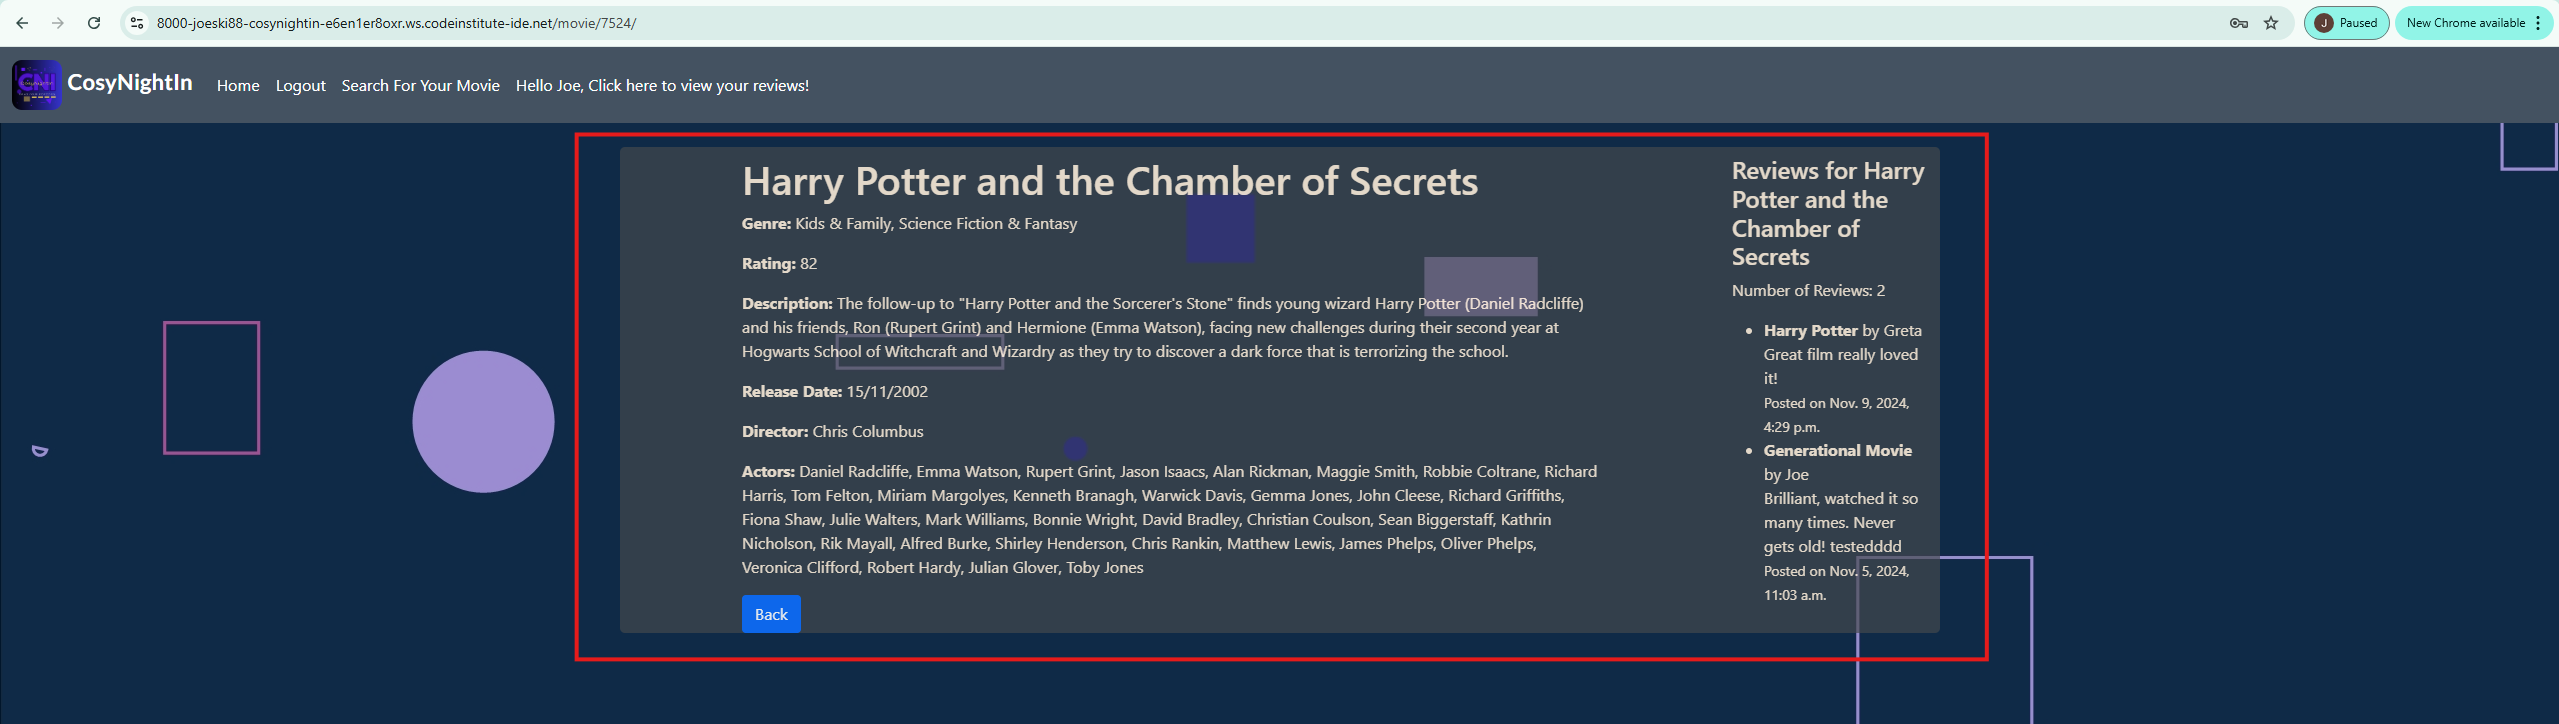 8000-joeski88-cosynightin-e6en1er8oxr.ws.codeinstitute-ide.net/movie/7524/
J Paused
New Chrome available
CNI
CosyNightIn
Home
Logout
Search For Your Movie
Hello Joe, Click here to view your reviews!
Harry Potter and the Chamber of Secrets
Genre: Kids & Family, Science Fiction & Fantasy
Rating: 82
Description: The follow-up to "Harry Potter and the Sorcerer's Stone" finds young wizard Harry Potter (Daniel Radcliffe)
and his friends, Ron (Rupert Grint) and Hermione (Emma Watson), facing new challenges during their second year at
Hogwarts School of Witchcraft and Wizardry as they try to discover a dark force that is terrorizing the school.
Release Date: 15/11/2002
Director: Chris Columbus
Actors: Daniel Radcliffe, Emma Watson, Rupert Grint, Jason Isaacs, Alan Rickman, Maggie Smith, Robbie Coltrane, Richard
Harris, Tom Felton, Miriam Margolyes, Kenneth Branagh, Warwick Davis, Gemma Jones, John Cleese, Richard Griffiths,
Fiona Shaw, Julie Walters, Mark Williams, Bonnie Wright, David Bradley, Christian Coulson, Sean Biggerstaff, Kathrin
Nicholson, Rik Mayall, Alfred Burke, Shirley Henderson, Chris Rankin, Matthew Lewis, James Phelps, Oliver Phelps,
Veronica Clifford, Robert Hardy, Julian Glover, Toby Jones
Back
Reviews for Harry
Potter and the
Chamber of
Secrets
Number of Reviews: 2
Harry Potter by Greta
Great film really loved
it!
Posted on Nov. 9, 2024,
4:29 p.m.
Generational Movie
by Joe
Brilliant, watched it so
many times. Never
gets old! testedddd
Posted on Nov. 5, 2024,
11:03 a.m.